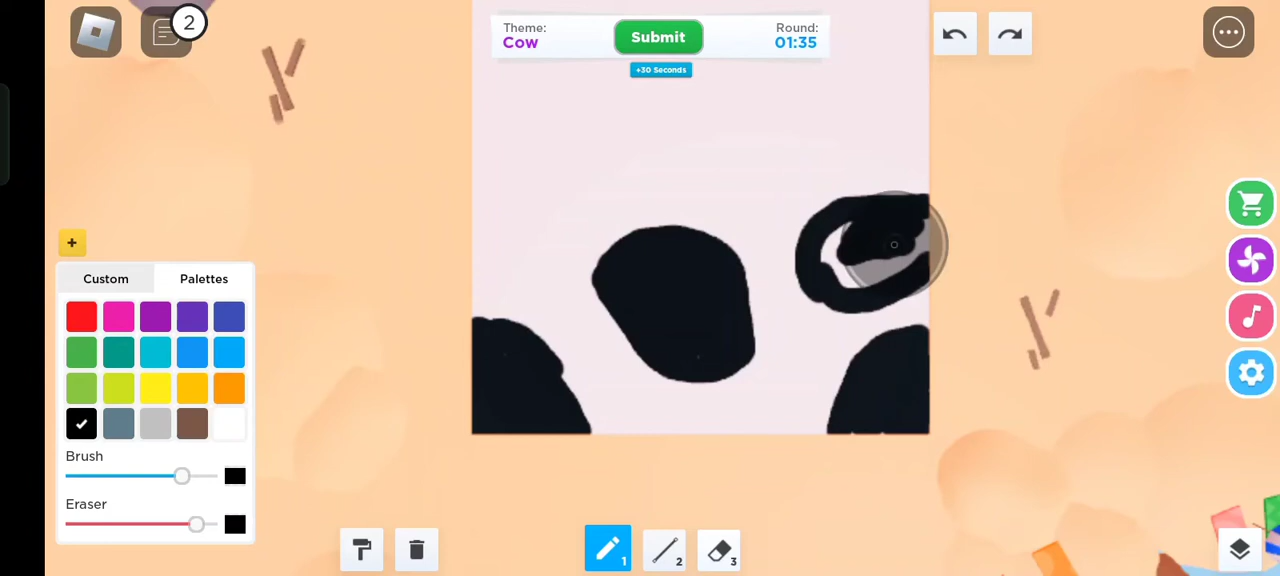 2
Theme:
Cow
Submit
Round:
01:35
+30 Seconds
+
Custom
Palettes
Brush
Eraser
1
2
3